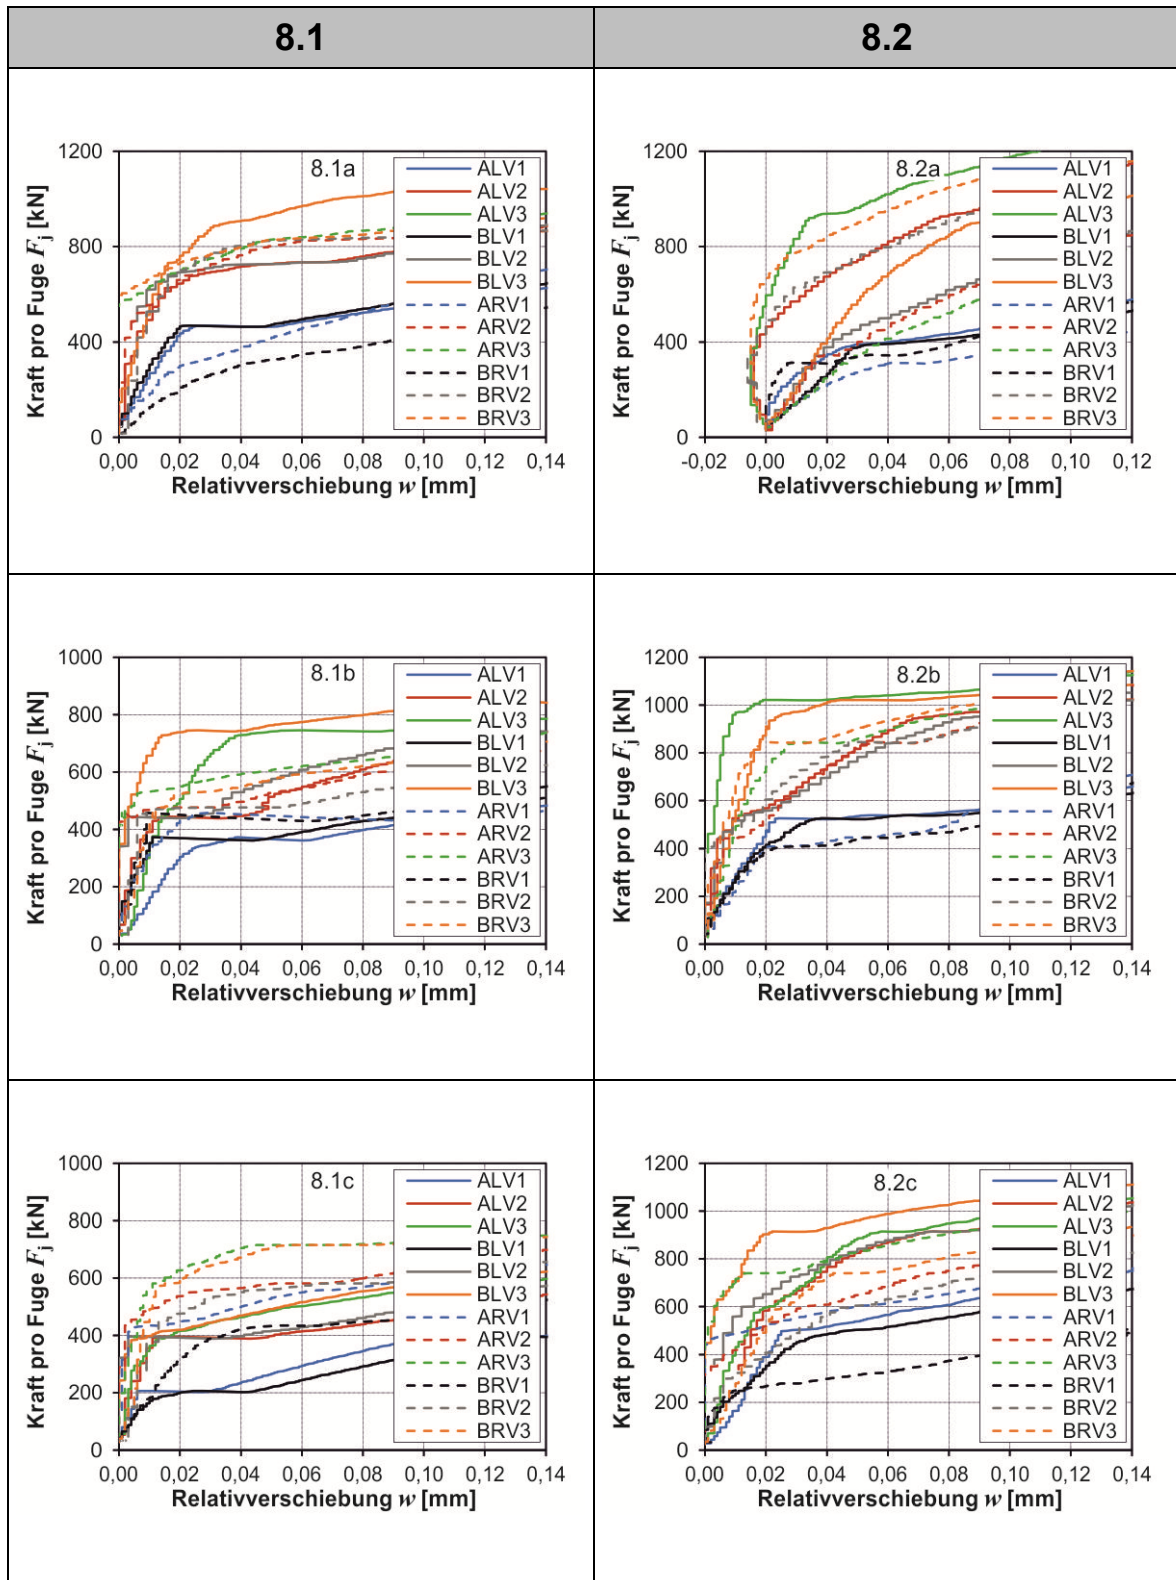 8.1
8.2
8.1a
Kraft pro Fuge Fj [kN]
1200
800
400
0
0,00 0,02 0,04 0,06 0,08 0,10 0,12 0,14
Relativverschiebung w [mm]
ALV1
ALV2
ALV3
BLV1
BLV2
BLV3
ARV1
ARV2
ARV3
BRV1
BRV2
BRV3
8.2a
Kraft pro Fuge Fj [kN]
1200
800
400
0
-0,02 0,00 0,02 0,04 0,06 0,08 0,10 0,12
Relativverschiebung w [mm]
ALV1
ALV2
ALV3
BLV1
BLV2
BLV3
ARV1
ARV2
ARV3
BRV1
BRV2
BRV3
8.1b
Kraft pro Fuge Fj [kN]
1000
800
600
400
200
0
0,00 0,02 0,04 0,06 0,08 0,10 0,12 0,14
Relativverschiebung w [mm]
ALV1
ALV2
ALV3
BLV1
BLV2
BLV3
ARV1
ARV2
ARV3
BRV1
BRV2
BRV3
8.2b
Kraft pro Fuge Fj [kN]
1200
1000
800
600
400
200
0
0,00 0,02 0,04 0,06 0,08 0,10 0,12 0,14
Relativverschiebung w [mm]
ALV1
ALV2
ALV3
BLV1
BLV2
BLV3
ARV1
ARV2
ARV3
BRV1
BRV2
BRV3
8.1c
Kraft pro Fuge Fj [kN]
1000
800
600
400
200
0
0,00 0,02 0,04 0,06 0,08 0,10 0,12 0,14
Relativverschiebung w [mm]
ALV1
ALV2
ALV3
BLV1
BLV2
BLV3
ARV1
ARV2
ARV3
BRV1
BRV2
BRV3
8.2c
Kraft pro Fuge Fj [kN]
1200
1000
800
600
400
200
0
0,00 0,02 0,04 0,06 0,08 0,10 0,12 0,14
Relativverschiebung w [mm]
ALV1
ALV2
ALV3
BLV1
BLV2
BLV3
ARV1
ARV2
ARV3
BRV1
BRV2
BRV3